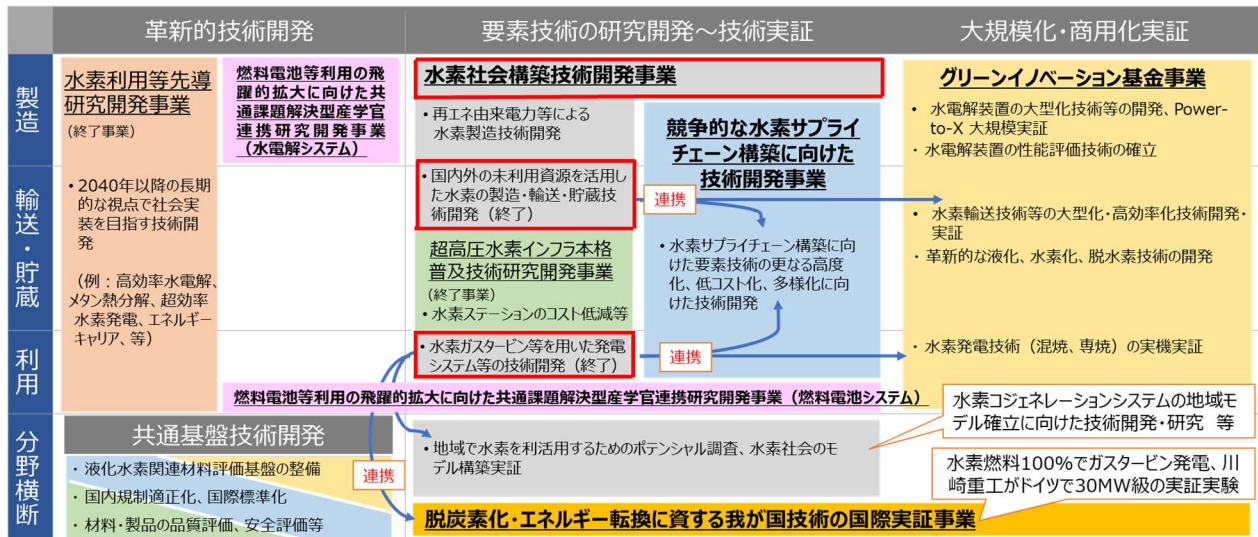 革新的技術開発
要素技術の研究開発～技術実証
大規模化・商用化実証
製造
輸送・貯蔵
利用
分野横断
水素利用等先導
研究開発事業
(終了事業)
・2040年以降の長期
的な視点で社会実
装を目指す技術開
発
（例：高効率水電解、
メタン熱分解、超効率
水素発電、エネルギー
キャリア、等）
燃料電池等利用の飛
躍的拡大に向けた共
通課題解決型産学官
連携研究開発事業
（水電解システム）
水素社会構築技術開発事業
・再エネ由来電力等による
水素製造技術開発
・国内外の未利用資源を活用し
た水素の製造・輸送・貯蔵技
術開発（終了）
超高圧水素インフラ本格
普及技術研究開発事業
(終了事業)
・水素ステーションのコスト低減等
・水素ガスタービン等を用いた発電
システム等の技術開発（終了）
競争的な水素サプライ
チェーン構築に向けた
技術開発事業
・水素サプライチェーン構築に向
けた要素技術の更なる高度
化、低コスト化、多様化に
向けた技術開発
連携
連携
グリーンイノベーション基金事業
・水電解装置の大型化技術等の開発、Power-
to-X 大規模実証
・水電解装置の性能評価技術の確立
・水素輸送技術等の大型化・高効率化技術開発・
実証
・革新的な液化、水素化、脱水素技術の開発
・水素発電技術（混焼、専焼）の実機実証
燃料電池等利用の飛躍的拡大に向けた共通課題解決型産学官連携研究開発事業（燃料電池システム）
共通基盤技術開発
・液化水素関連材料評価基盤の整備
・国内規制適正化、国際標準化
・材料・製品の品質評価、安全評価等
連携
・地域で水素を利活用するためのポテンシャル調査、水素社会のモ
デル構築実証
水素コジェネレーションシステムの地域モ
デル確立に向けた技術開発・研究 等
水素燃料100%でガスタービン発電、川
崎重工がドイツで30MW級の実証実験
脱炭素化・エネルギー転換に資する我が国技術の国際実証事業